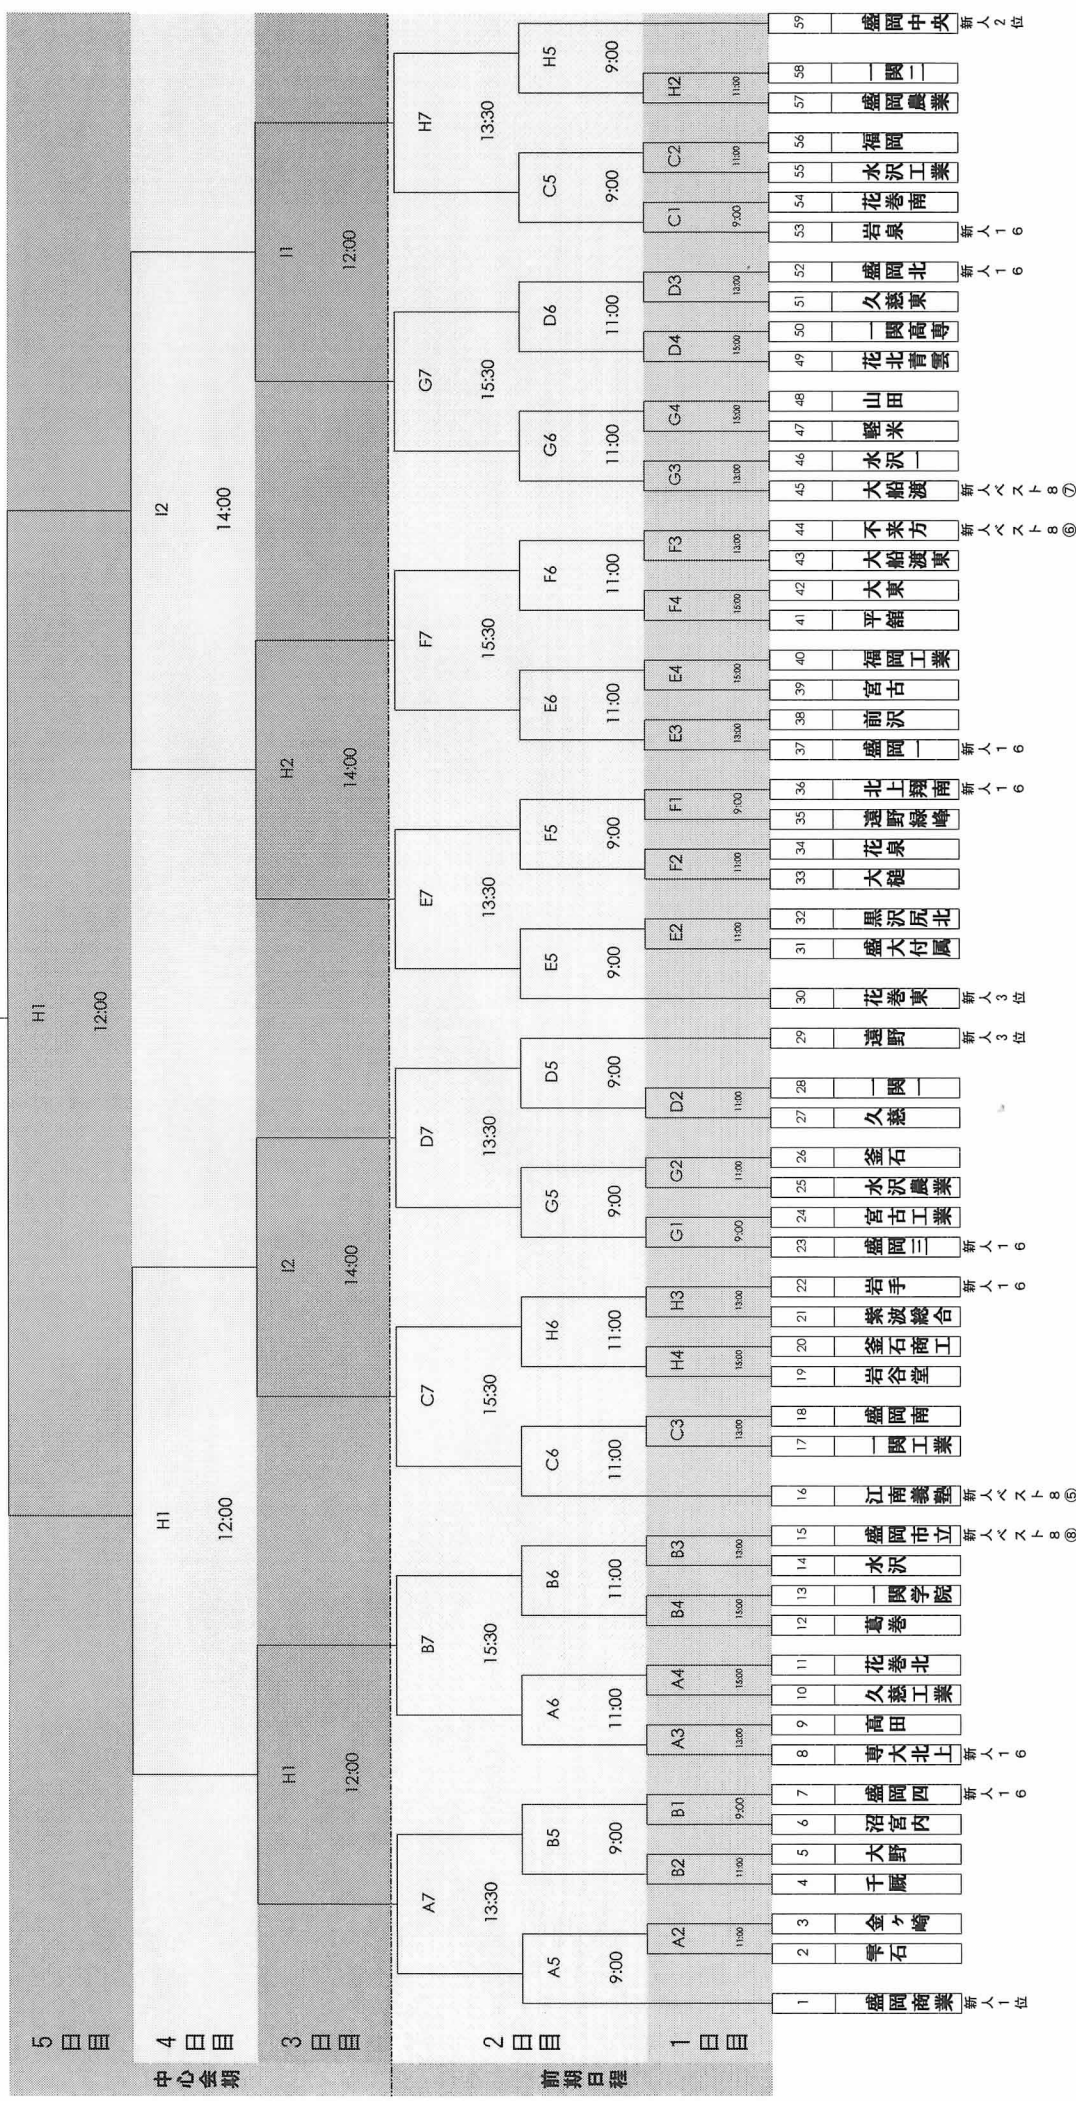 5日目
H1
12:00
中心会期
4日目
H1 I2
12:00 14:00
3日目
H1 I2 H2 I1
12:00 14:00 14:00 12:00
前期日程
2日目
A7 B7 C7 D7 E7 F7 G7 H7
13:30 15:30 15:30 13:30 13:30 15:30 15:30 13:30
A5 B5 A6 B6 C6 H6 G5 D5 E5 F5 E6 F6 G6 D6 C5 H5
9:00 9:00 11:00 11:00 11:00 11:00 9:00 9:00 9:00 9:00 11:00 11:00 11:00 11:00 9:00 9:00
1日目
A2 B2 B1 A3 A4 B4 B3 C3 H4 H3 G1 G2 D2 E2 F2 F1 E3 E4 F4 F3 G3 G4 D4 D3 C1 C2 H2
11:00 11:00 9:00 13:00 15:00 15:00 13:00 13:00 15:00 13:00 9:00 11:00 11:00 11:00 11:00 9:00 13:00 15:00 15:00 13:00 13:00 15:00 15:00 13:00 9:00 11:00 11:00
1 盛岡商業 新人1位
2 雫石
3 金ヶ崎
4 千厩
5 大野
6 沼宮内
7 盛岡四 新人16
8 専大北上 新人16
9 高田
10 久慈工業
11 花巻北
12 葛巻
13 一関学院
14 水沢
15 盛岡市立 新人ベスト8⑧
16 江南義塾 新人ベスト8⑤
17 一関工業
18 盛岡南
19 岩谷堂
20 釜石商工
21 紫波総合
22 岩手 新人16
23 盛岡三 新人16
24 宮古工業
25 水沢農業
26 釜石
27 久慈
28 一関一
29 遠野 新人3位
30 花巻東 新人3位
31 盛大付属
32 黒沢尻北
33 大槌
34 花泉
35 遠野緑峰
36 北上翔南 新人16
37 盛岡一 新人16
38 前沢
39 宮古
40 福岡工業
41 平舘
42 大東
43 大船渡東
44 不来方 新人ベスト8⑥
45 大船渡 新人ベスト8⑦
46 水沢一
47 軽米
48 山田
49 花北青雲
50 一関高専
51 久慈東
52 盛岡北 新人16
53 岩泉 新人16
54 花巻南
55 水沢工業
56 福岡
57 盛岡農業
58 一関二
59 盛岡中央 新人2位